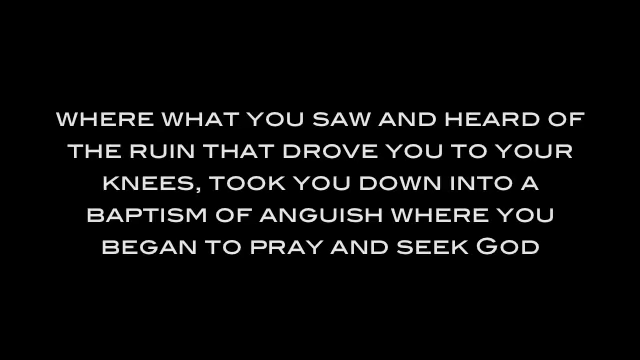 WHERE WHAT YOU SAW AND HEARD OF
THE RUIN THAT DROVE YOU TO YOUR
KNEES, TOOK YOU DOWN INTO A
BAPTISM OF ANGUISH WHERE YOU
BEGAN TO PRAY AND SEEK GOD